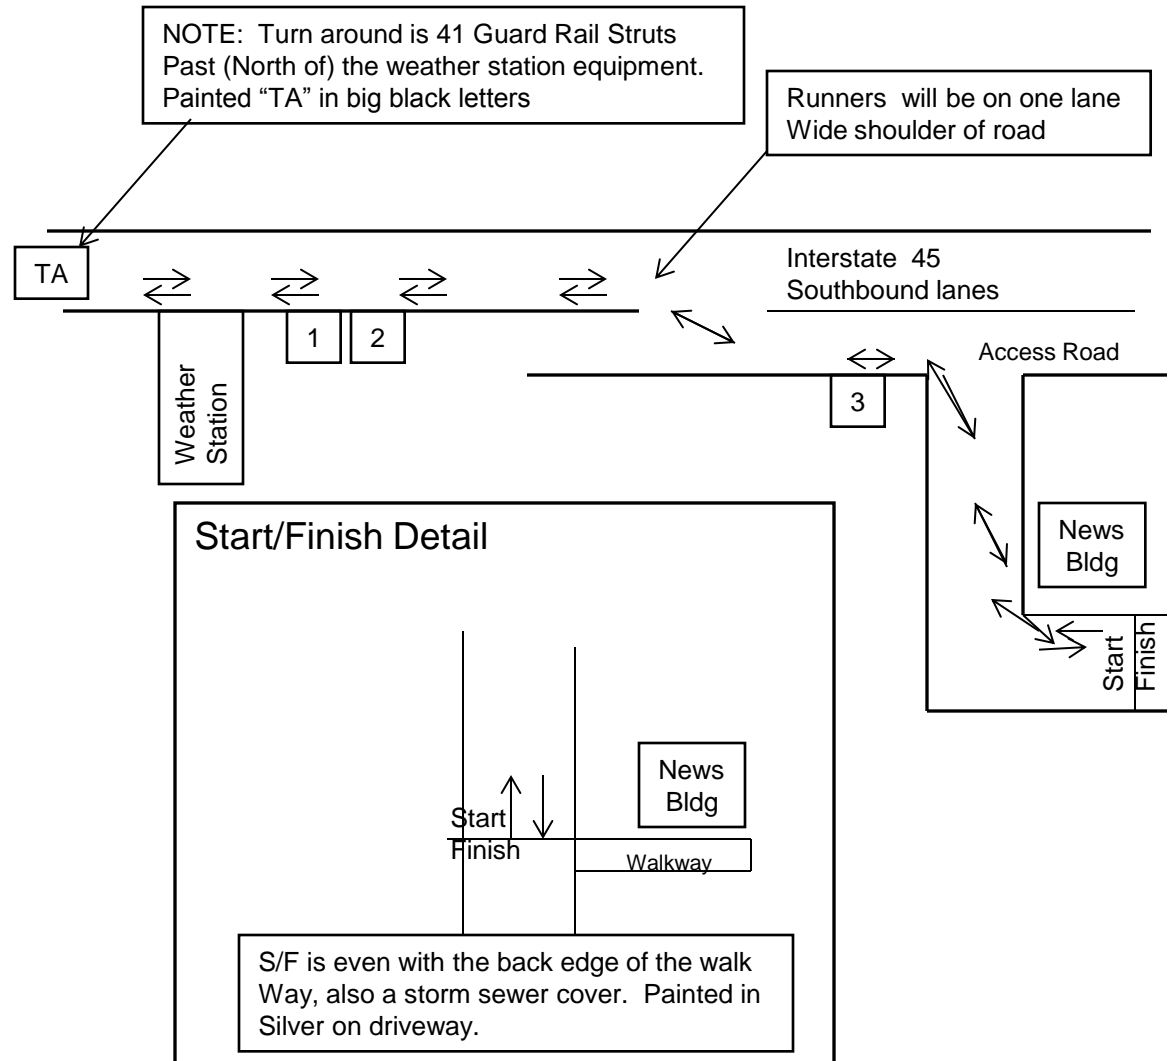 NOTE:  Turn around is 41 Guard Rail Struts
Past (North of) the weather station equipment.
Painted “TA” in big black letters
Runners  will be on one lane
Wide shoulder of road
TA
Interstate  45
Southbound lanes
1
2
Access Road
3
Weather
Station
News
Bldg
Start
Finish
Start/Finish Detail
News
Bldg
Start
Finish
Walkway
S/F is even with the back edge of the walk
Way, also a storm sewer cover.  Painted in
Silver on driveway.